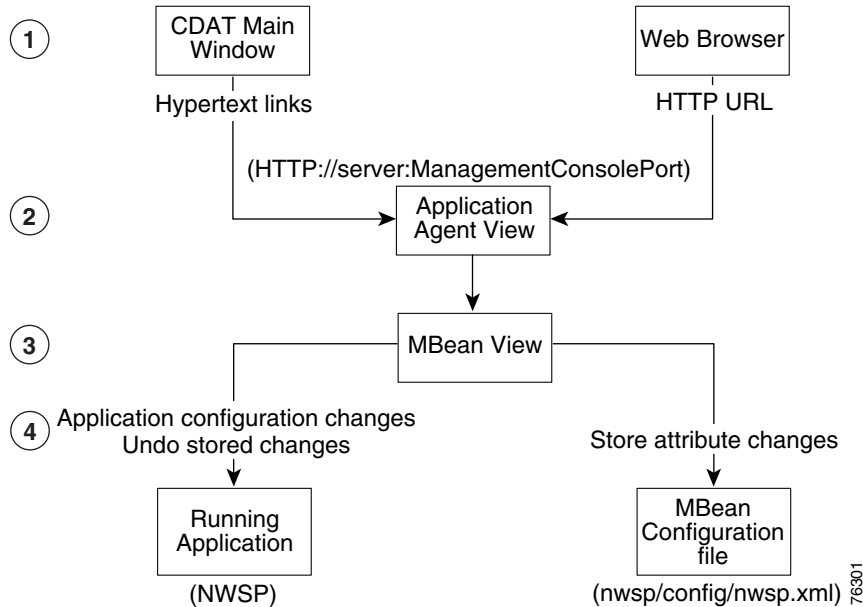 1
CDAT Main
Window
Web Browser
Hypertext links
HTTP URL
(HTTP://server:ManagementConsolePort)
2
Application
Agent View
3
MBean View
4
Application configuration changes
Undo stored changes
Store attribute changes
Running
Application
MBean
Configuration
file
(NWSP)
(nwsp/config/nwsp.xml)
76301